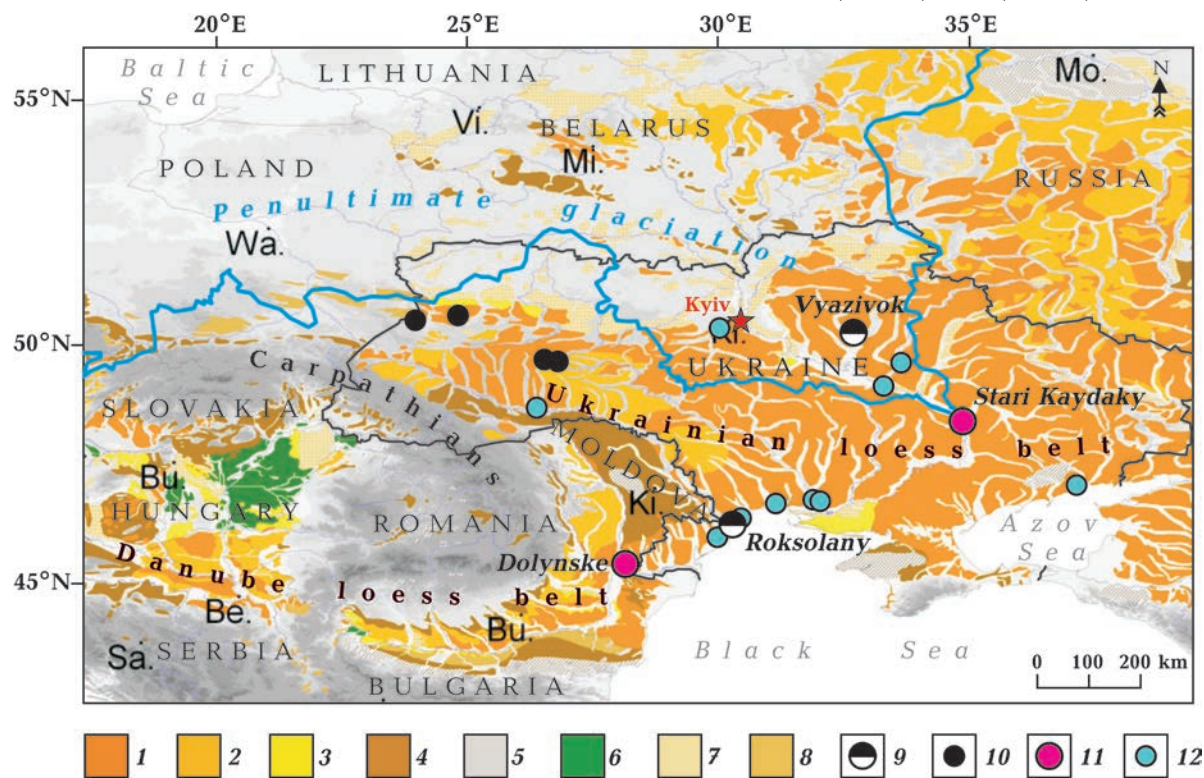 20°E 25°E 30°E 35°E
Baltic Sea
LITHUANIA
Mo.
N
55°N
Vi.
BELARUS
Mi.
POLAND
RUSSIA
Penultimate glaciation
Wa.
Kyiv
Ki.
Vyazivok
50°N
UKRAINE
Carpathians
SLOVAKIA
Stari Kaydaky
Ukrainian loess belt
MOLDOVA
Bu.
HUNGARY
Ki.
ROMANIA
Azov Sea
Roksolany
Dolynske
45°N
Danube loess belt
Be.
Bu.
Sa.
SERBIA
Black Sea
BULGARIA
0 100 200 km
1 2 3 4 5 6 7 8 9 10 11 12